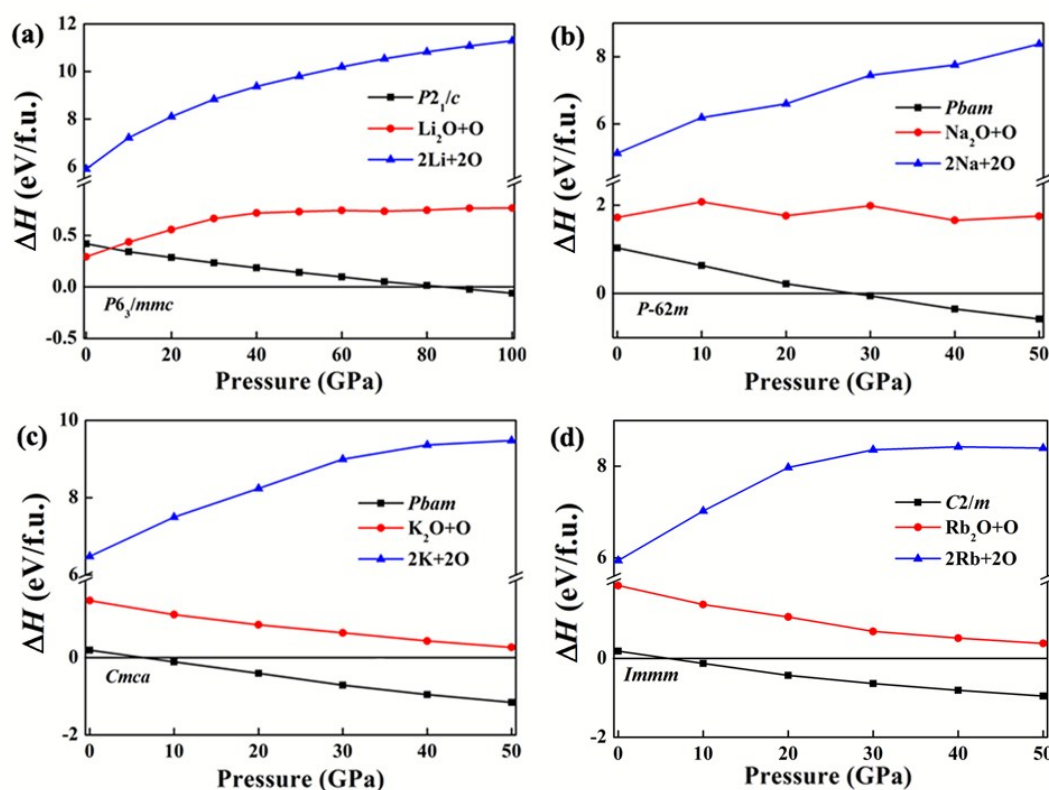 (a)
12
10
8
6
0.5
0.0
-0.5
ΔH (eV/f.u.)
P2₁/c
Li₂O+O
2Li+2O
P6₃/mmc
0 20 40 60 80 100
Pressure (GPa)
(b)
8
6
2
0
ΔH (eV/f.u.)
Pbam
Na₂O+O
2Na+2O
P-62m
0 10 20 30 40 50
Pressure (GPa)
(c)
10
8
6
0
-2
ΔH (eV/f.u.)
Pbam
K₂O+O
2K+2O
Cmca
0 10 20 30 40 50
Pressure (GPa)
(d)
8
6
0
-2
ΔH (eV/f.u.)
C2/m
Rb₂O+O
2Rb+2O
Immm
0 10 20 30 40 50
Pressure (GPa)